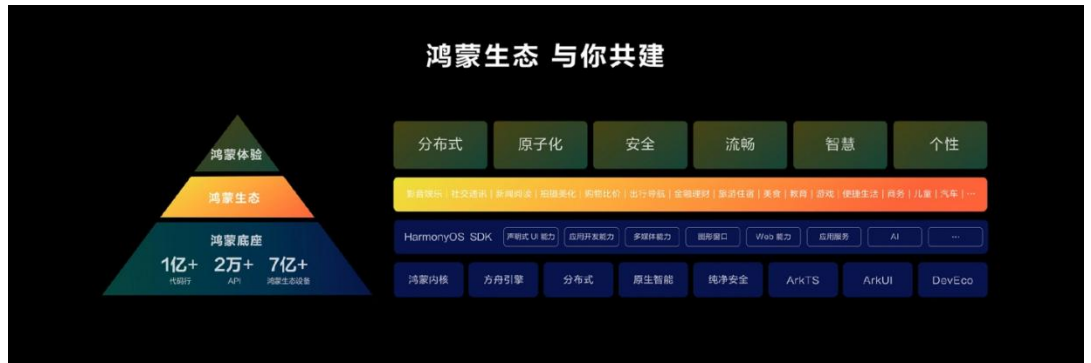 鸿蒙生态 与你共建
鸿蒙体验
鸿蒙生态
鸿蒙底座
1亿+ 2万+ 7亿+
代码行 API 鸿蒙生态设备
分布式 原子化 安全 流畅 智慧 个性
影音娱乐 | 社交通讯 | 新闻阅读 | 拍摄美化 | 购物比价 | 出行导航 | 金融理财 | 旅游住宿 | 美食 | 教育 | 游戏 | 便捷生活 | 商务 | 儿童 | 汽车 | ...
HarmonyOS SDK 声明式 UI 能力 应用开发能力 多媒体能力 图形窗口 Web 能力 应用服务 AI ...
鸿蒙内核 方舟引擎 分布式 原生智能 纯净安全 ArkTS ArkUI DevEco